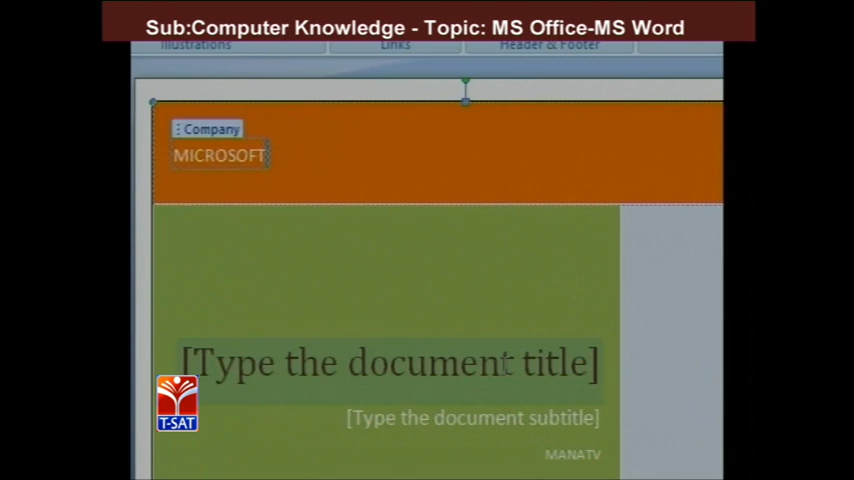 Sub:Computer Knowledge - Topic: MS Office-MS Word
Illustrations Links Header & Footer
Company
MICROSOFT
[Type the document title]
[Type the document subtitle]
MANATV
T-SAT